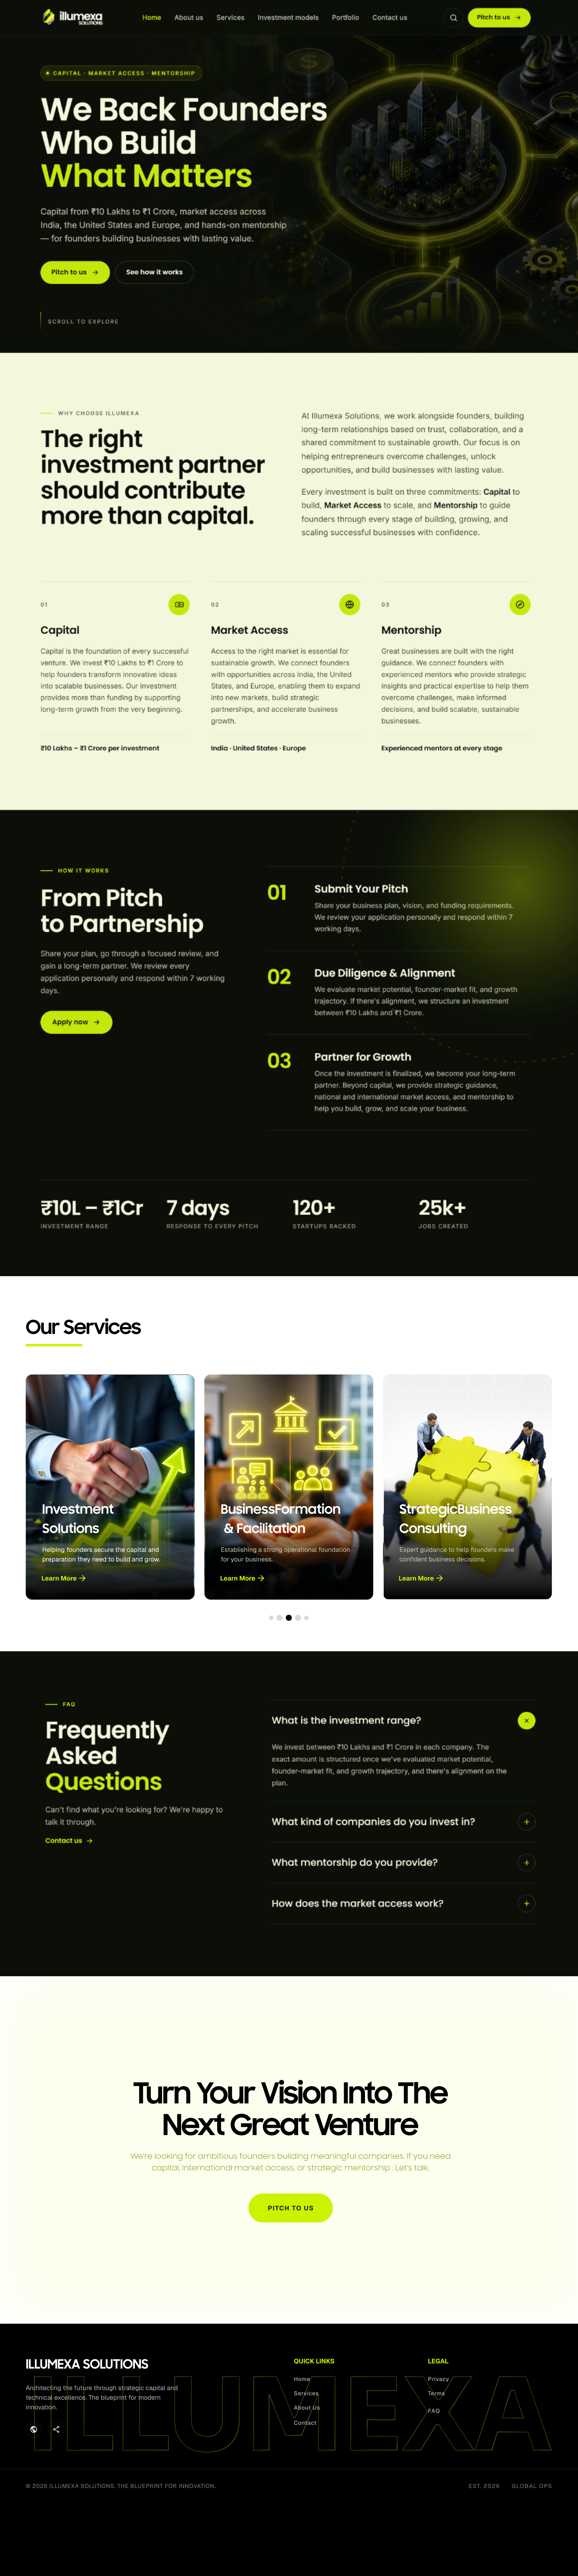 illumexa
SOLUTIONS
Home
About us
Services
Investment models
Portfolio
Contact us
Pitch to us →
CAPITAL · MARKET ACCESS · MENTORSHIP
We Back Founders
Who Build
What Matters
Capital from ₹10 Lakhs to ₹1 Crore, market access across
India, the United States and Europe, and hands-on mentorship
— for founders building businesses with lasting value.
Pitch to us →
See how it works
SCROLL TO EXPLORE
WHY CHOOSE ILLUMEXA
The right
investment partner
should contribute
more than capital.
At Illumexa Solutions, we work alongside founders, building
long-term relationships based on trust, collaboration, and a
shared commitment to sustainable growth. Our focus is on
helping entrepreneurs overcome challenges, unlock
opportunities, and build businesses with lasting value.
Every investment is built on three commitments: Capital to
build, Market Access to scale, and Mentorship to guide
founders through every stage of building, growing, and
scaling successful businesses with confidence.
01
Capital
Capital is the foundation of every successful
venture. We invest ₹10 Lakhs to ₹1 Crore to
help founders transform innovative ideas
into scalable businesses. Our investment
provides more than funding by supporting
long-term growth from the very beginning.
₹10 Lakhs – ₹1 Crore per investment
02
Market Access
Access to the right market is essential for
sustainable growth. We connect founders
with opportunities across India, the United
States, and Europe, enabling them to expand
into new markets, build strategic
partnerships, and accelerate business
growth.
India · United States · Europe
03
Mentorship
Great businesses are built with the right
guidance. We connect founders with
experienced mentors who provide strategic
insights and practical expertise to help them
overcome challenges, make informed
decisions, and build scalable, sustainable
businesses.
Experienced mentors at every stage
HOW IT WORKS
From Pitch
to Partnership
Share your plan, go through a focused review, and
gain a long-term partner. We review every
application personally and respond within 7 working
days.
Apply now →
01
Submit Your Pitch
Share your business plan, vision, and funding requirements.
We review your application personally and respond within 7
working days.
02
Due Diligence & Alignment
We evaluate market potential, founder-market fit, and growth
trajectory. If there's alignment, we structure an investment
between ₹10 Lakhs and ₹1 Crore.
03
Partner for Growth
Once the investment is finalized, we become your long-term
partner. Beyond capital, we provide strategic guidance,
national and international market access, and mentorship to
help you build, grow, and scale your business.
₹10L – ₹1Cr
INVESTMENT RANGE
7 days
RESPONSE TO EVERY PITCH
120+
STARTUPS BACKED
25k+
JOBS CREATED
Our Services
Investment
Solutions
Helping founders secure the capital and
preparation they need to build and grow.
Learn More →
BusinessFormation
& Facilitation
Establishing a strong operational foundation
for your business.
Learn More →
StrategicBusiness
Consulting
Expert guidance to help founders make
confident business decisions.
Learn More →
FAQ
Frequently
Asked
Questions
Can't find what you're looking for? We're happy to
talk it through.
Contact us →
What is the investment range?
We invest between ₹10 Lakhs and ₹1 Crore in each company. The
exact amount is structured once we've evaluated market potential,
founder-market fit, and growth trajectory, and there's alignment on the
plan.
What kind of companies do you invest in?
What mentorship do you provide?
How does the market access work?
Turn Your Vision Into The
Next Great Venture
We're looking for ambitious founders building meaningful companies. If you need
capital, international market access, or strategic mentorship . Let's talk.
PITCH TO US
ILLUMEXA SOLUTIONS
Architecting the future through strategic capital and
technical excellence. The blueprint for modern
innovation.
QUICK LINKS
Home
Services
About Us
Contact
LEGAL
Privacy
Terms
FAQ
ILLUMEXA
© 2026 ILLUMEXA SOLUTIONS. THE BLUEPRINT FOR INNOVATION.
EST. 2026
GLOBAL OPS